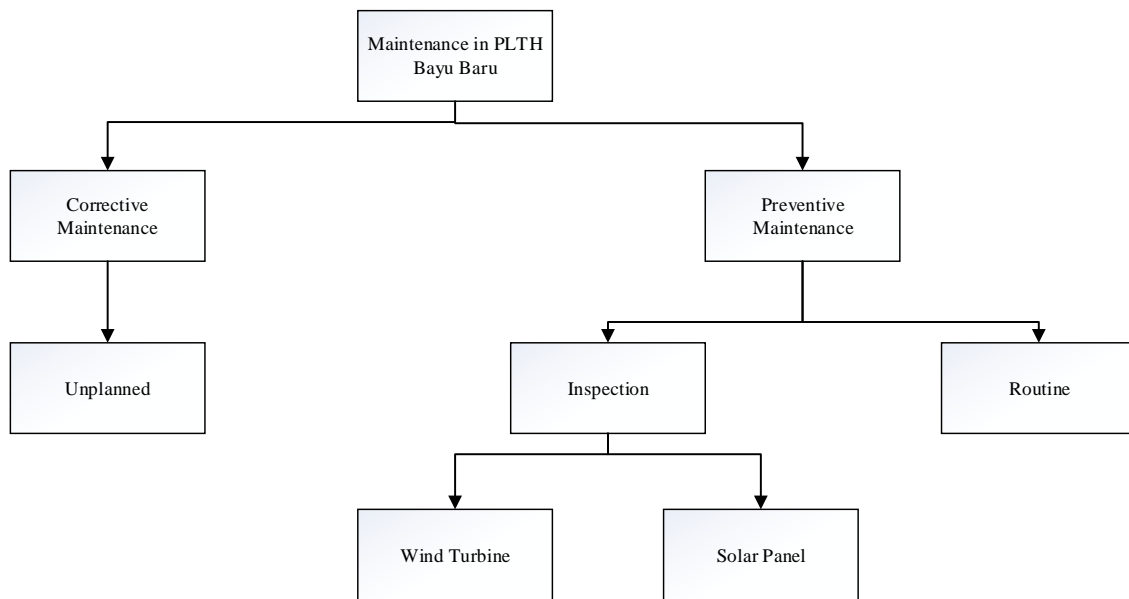 Maintenance in PLTH
Bayu Baru
Corrective
Maintenance
Preventive
Maintenance
Unplanned
Inspection
Routine
Wind Turbine
Solar Panel